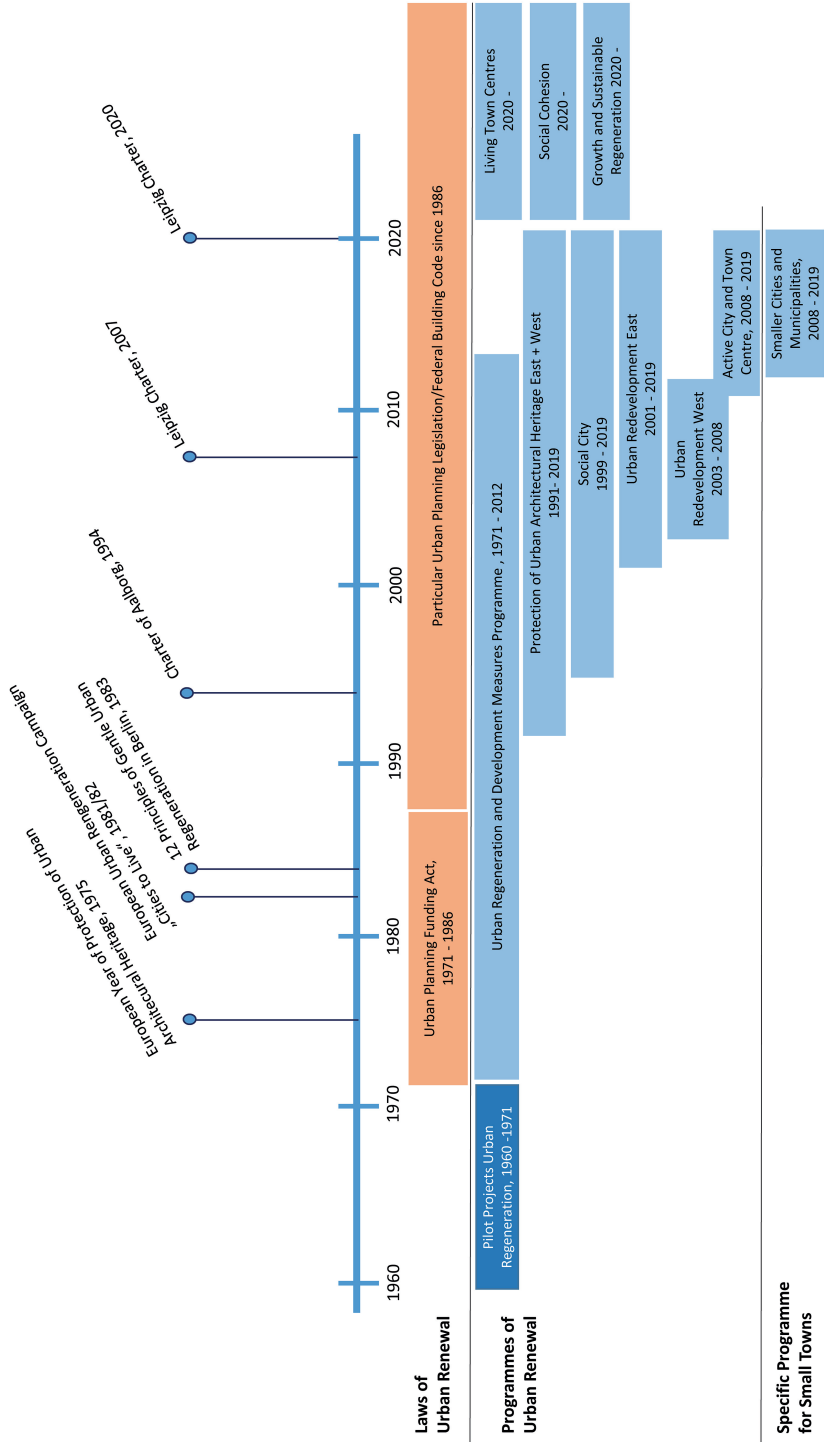 European Year of Protection of Urban
Architecural Heritage, 1975
European Urban Rengeneration Campaign
„Cities to Live“, 1981/82
12 Principles of Gentle Urban
Regeneration in Berlin, 1983
Charter of Aalborg, 1994
Leipzig Charter, 2007
Leipzig Charter, 2020
1960
1970
1980
1990
2000
2010
2020
Laws of
Urban Renewal
Urban Planning Funding Act,
1971 - 1986
Particular Urban Planning Legislation/Federal Building Code since 1986
Programmes of
Urban Renewal
Pilot Projects Urban
Regeneration, 1960 -1971
Urban Regeneration and Development Measures Programme , 1971 - 2012
Living Town Centres
2020 -
Protection of Urban Architectural Heritage East + West
1991- 2019
Social Cohesion
2020 -
Social City
1999 - 2019
Growth and Sustainable
Regeneration 2020 -
Urban Redevelopment East
2001 - 2019
Urban
Redevelopment West
2003 - 2008
Active City and Town
Centre, 2008 - 2019
Specific Programme
for Small Towns
Smaller Cities and
Municipalities,
2008 - 2019